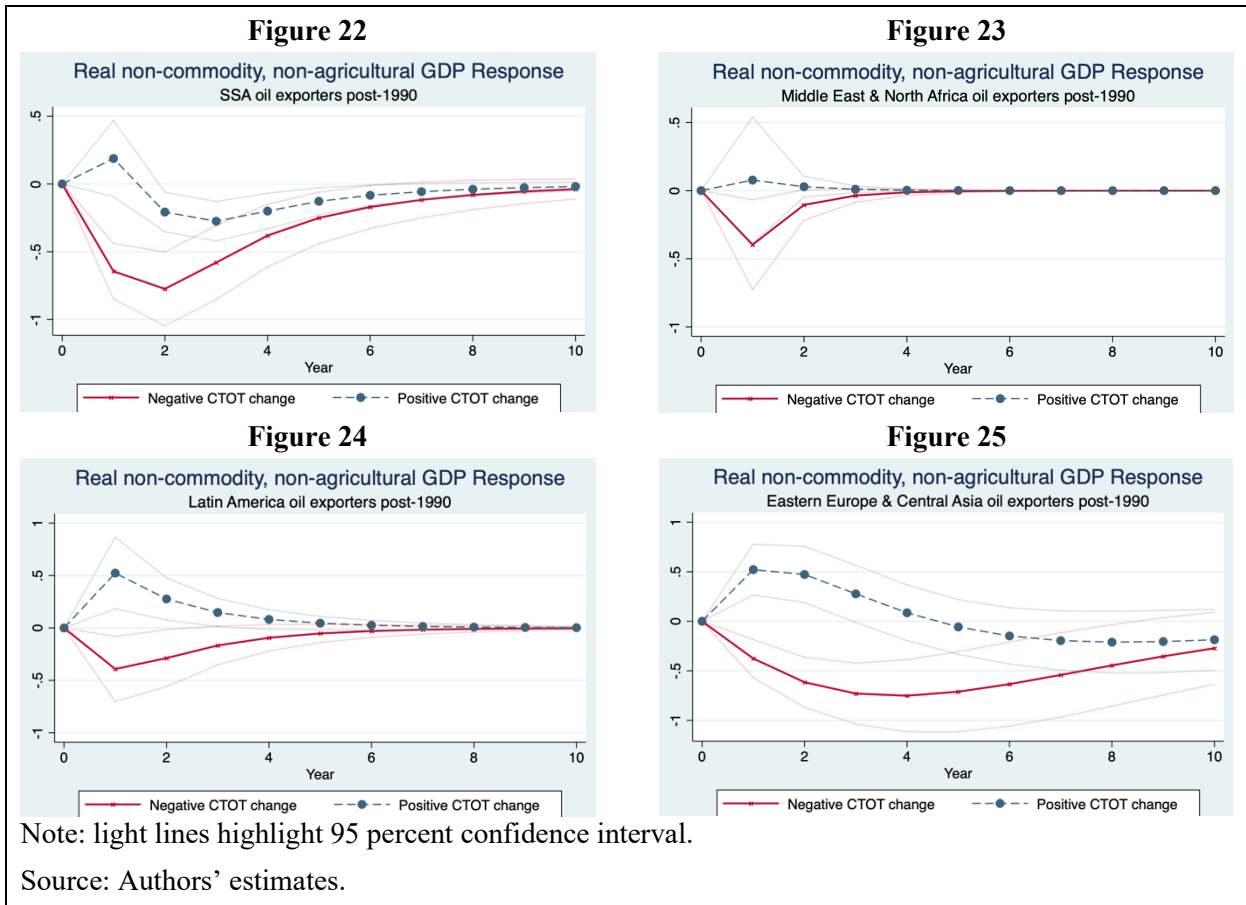 Figure 22
Real non-commodity, non-agricultural GDP Response
SSA oil exporters post-1990
.5
0
-.5
-1
0 2 4 6 8 10
Year
Negative CTOT change Positive CTOT change
Figure 23
Real non-commodity, non-agricultural GDP Response
Middle East & North Africa oil exporters post-1990
.5
0
-.5
-1
0 2 4 6 8 10
Year
Negative CTOT change Positive CTOT change
Figure 24
Real non-commodity, non-agricultural GDP Response
Latin America oil exporters post-1990
1
.5
0
-.5
-1
0 2 4 6 8 10
Year
Negative CTOT change Positive CTOT change
Figure 25
Real non-commodity, non-agricultural GDP Response
Eastern Europe & Central Asia oil exporters post-1990
1
.5
0
-.5
-1
0 2 4 6 8 10
Year
Negative CTOT change Positive CTOT change
Note: light lines highlight 95 percent confidence interval.
Source: Authors’ estimates.